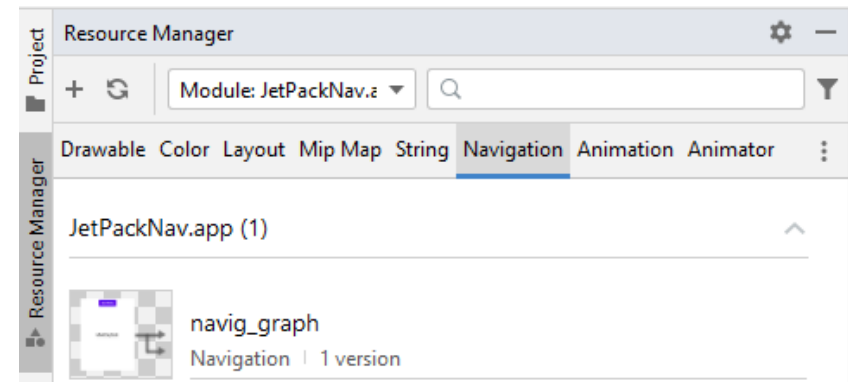 Project
Resource Manager
Resource Manager
Module: JetPackNav.a
Drawable Color Layout Mip Map String Navigation Animation Animator
JetPackNav.app (1)
navig_graph
Navigation | 1 version